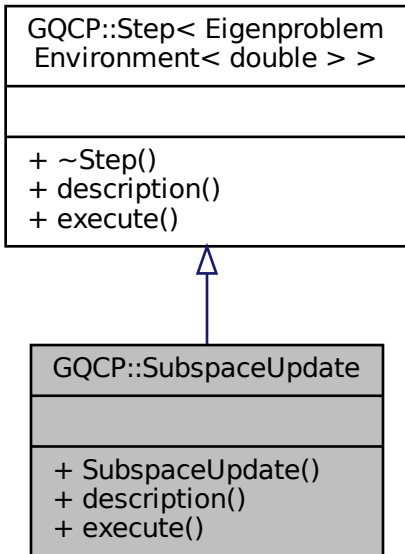 GQCP::Step< Eigenproblem
Environment< double > >
+ ~Step()
+ description()
+ execute()
GQCP::SubspaceUpdate
+ SubspaceUpdate()
+ description()
+ execute()